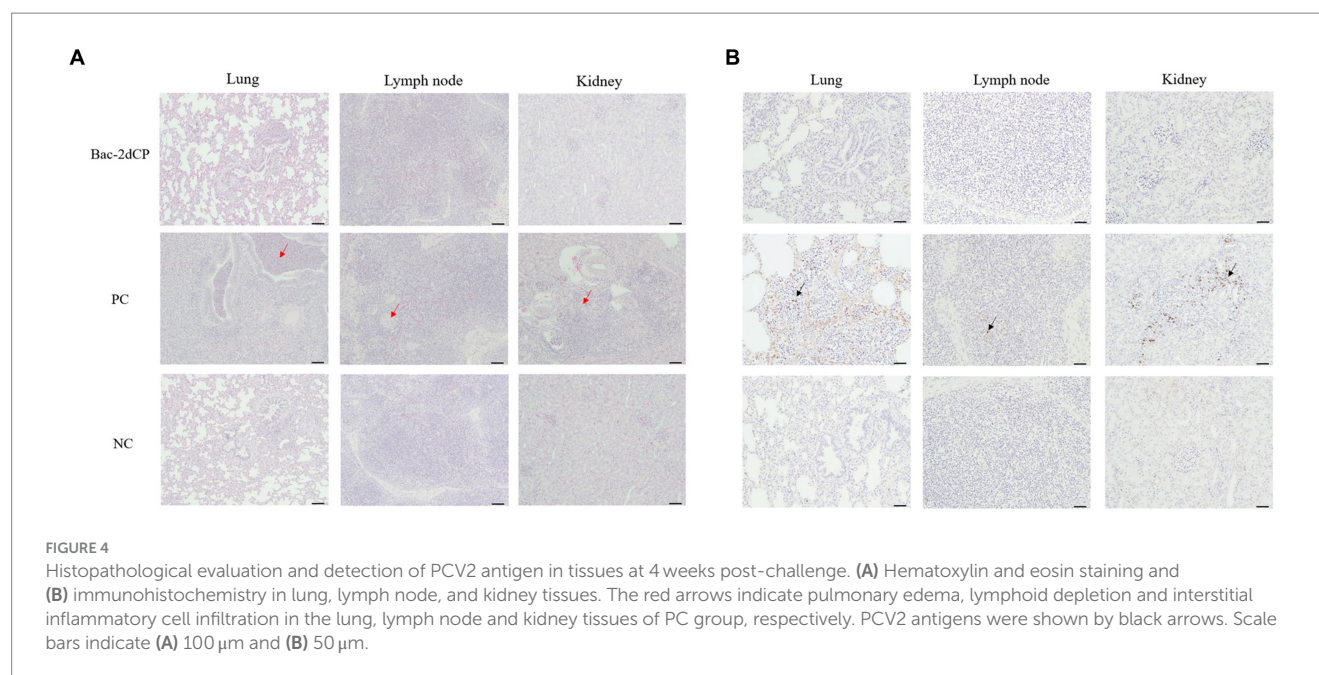 A
B
Lung Lymph node Kidney
Lung Lymph node Kidney
Bac-2dCP
PC
NC
FIGURE 4
Histopathological evaluation and detection of PCV2 antigen in tissues at 4 weeks post-challenge. (A) Hematoxylin and eosin staining and
(B) immunohistochemistry in lung, lymph node, and kidney tissues. The red arrows indicate pulmonary edema, lymphoid depletion and interstitial
inflammatory cell infiltration in the lung, lymph node and kidney tissues of PC group, respectively. PCV2 antigens were shown by black arrows. Scale
bars indicate (A) 100 μm and (B) 50 μm.